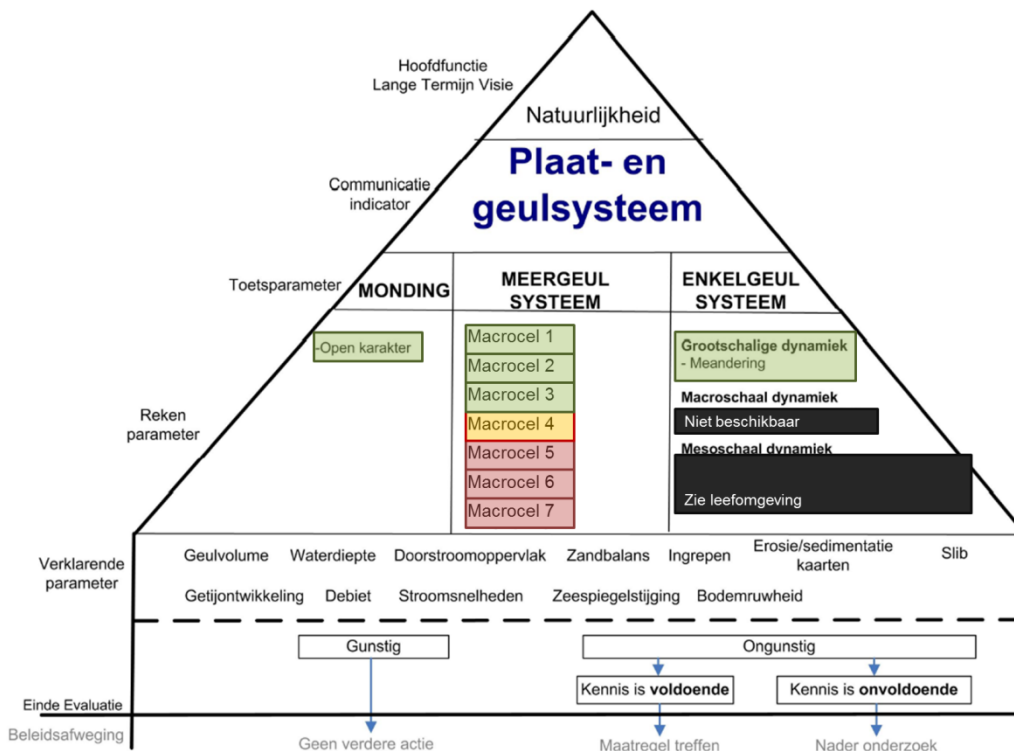 Hoofdfunctie
Lange Termijn Visie
Natuurlijkheid
Communicatie
indicator
Plaat- en
geulsysteem
Toetsparameter
MONDING
MEERGEUL
SYSTEEM
ENKELGEUL
SYSTEEM
Reken
parameter
-Open karakter
Macrocel 1
Macrocel 2
Macrocel 3
Macrocel 4
Macrocel 5
Macrocel 6
Macrocel 7
Grootschalige dynamiek
- Meandering
Macroschaal dynamiek
Niet beschikbaar
Mesoschaal dynamiek
Zie leefomgeving
Verklarende
parameter
Geulvolume Waterdiepte Doorstroomoppervlak Zandbalans Ingrepen Erosie/sedimentatie
kaarten Slib
Getijontwikkeling Debiet Stroomsnelheden Zeespiegelstijging Bodemruwheid
Gunstig Ongunstig
Kennis is voldoende Kennis is onvoldoende
Einde Evaluatie
Beleidsafweging
Geen verdere actie Maatregel treffen Nader onderzoek